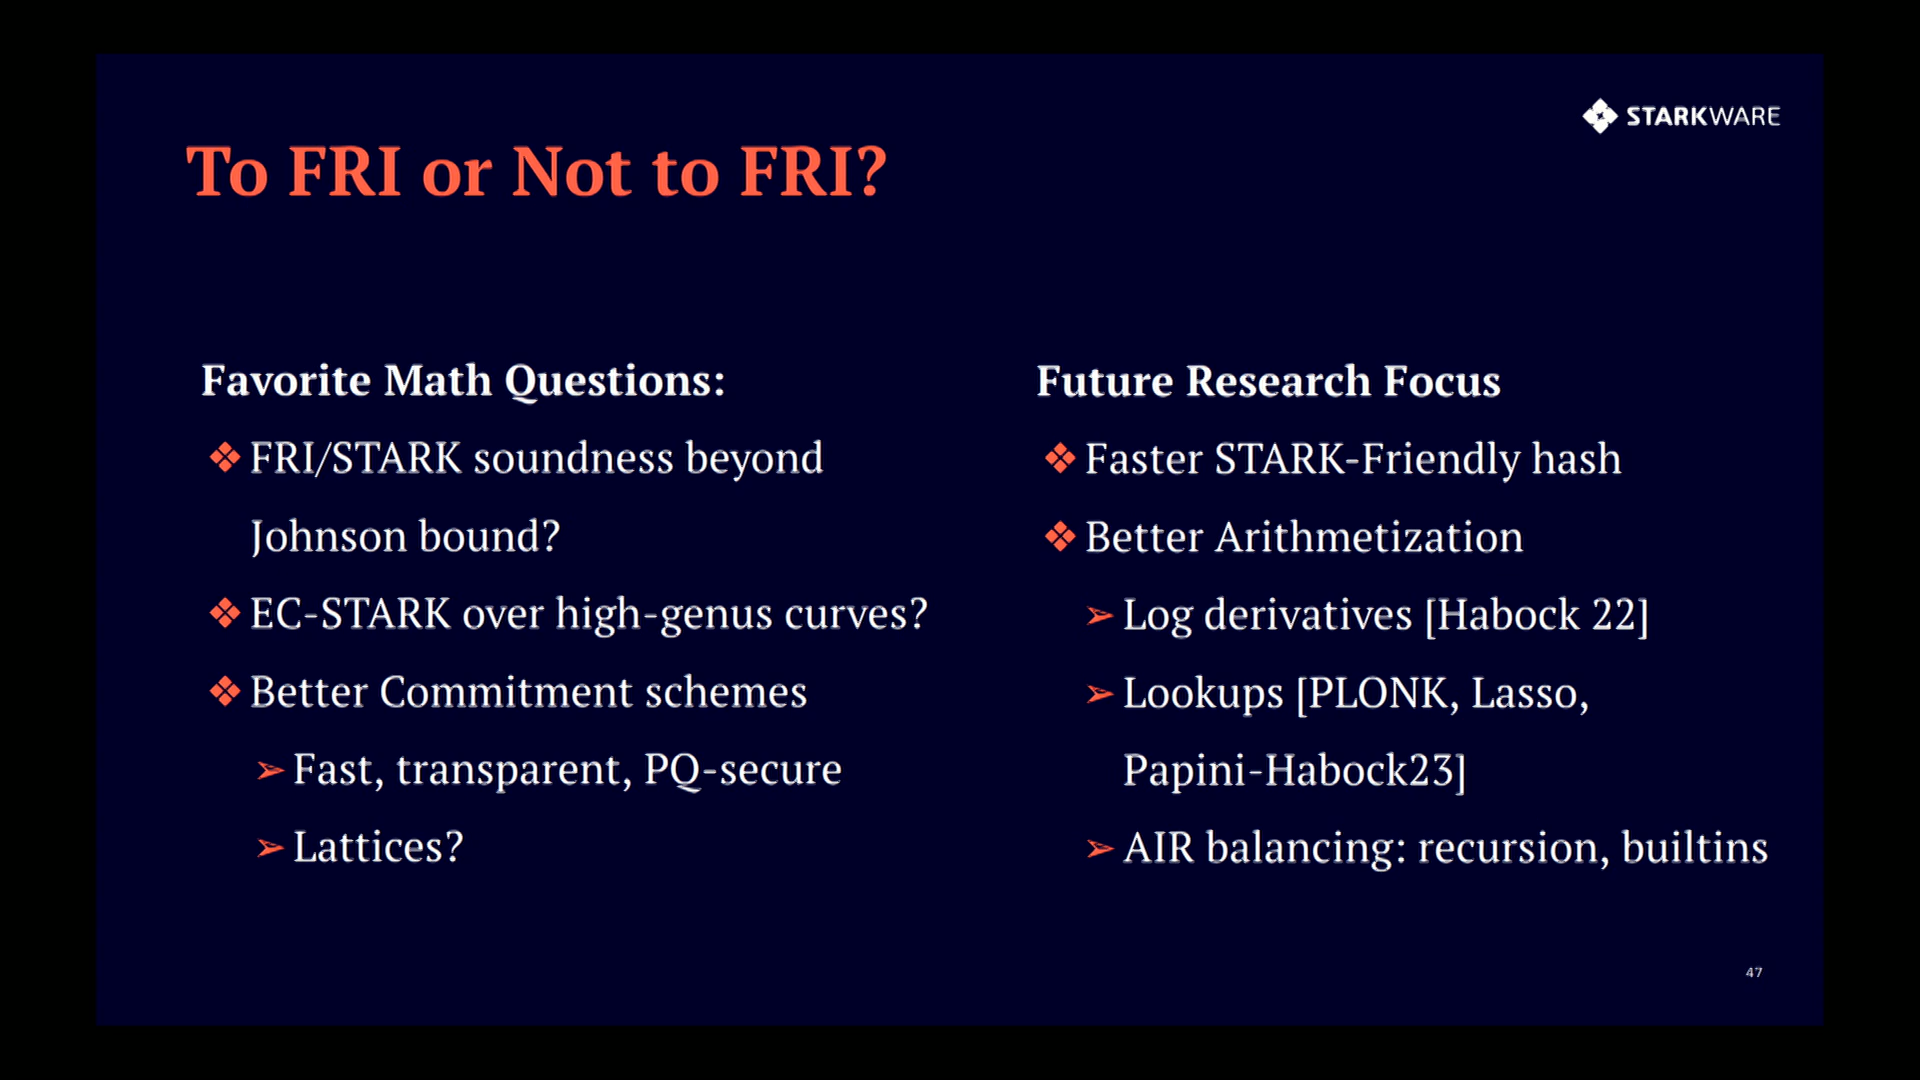 STARKWARE
To FRI or Not to FRI?
Favorite Math Questions:
❖ FRI/STARK soundness beyond
Johnson bound?
❖ EC-STARK over high-genus curves?
❖ Better Commitment schemes
➢ Fast, transparent, PQ-secure
➢ Lattices?
Future Research Focus
❖ Faster STARK-Friendly hash
❖ Better Arithmetization
➢ Log derivatives [Habock 22]
➢ Lookups [PLONK, Lasso,
Papini-Habock23]
➢ AIR balancing: recursion, builtins
47